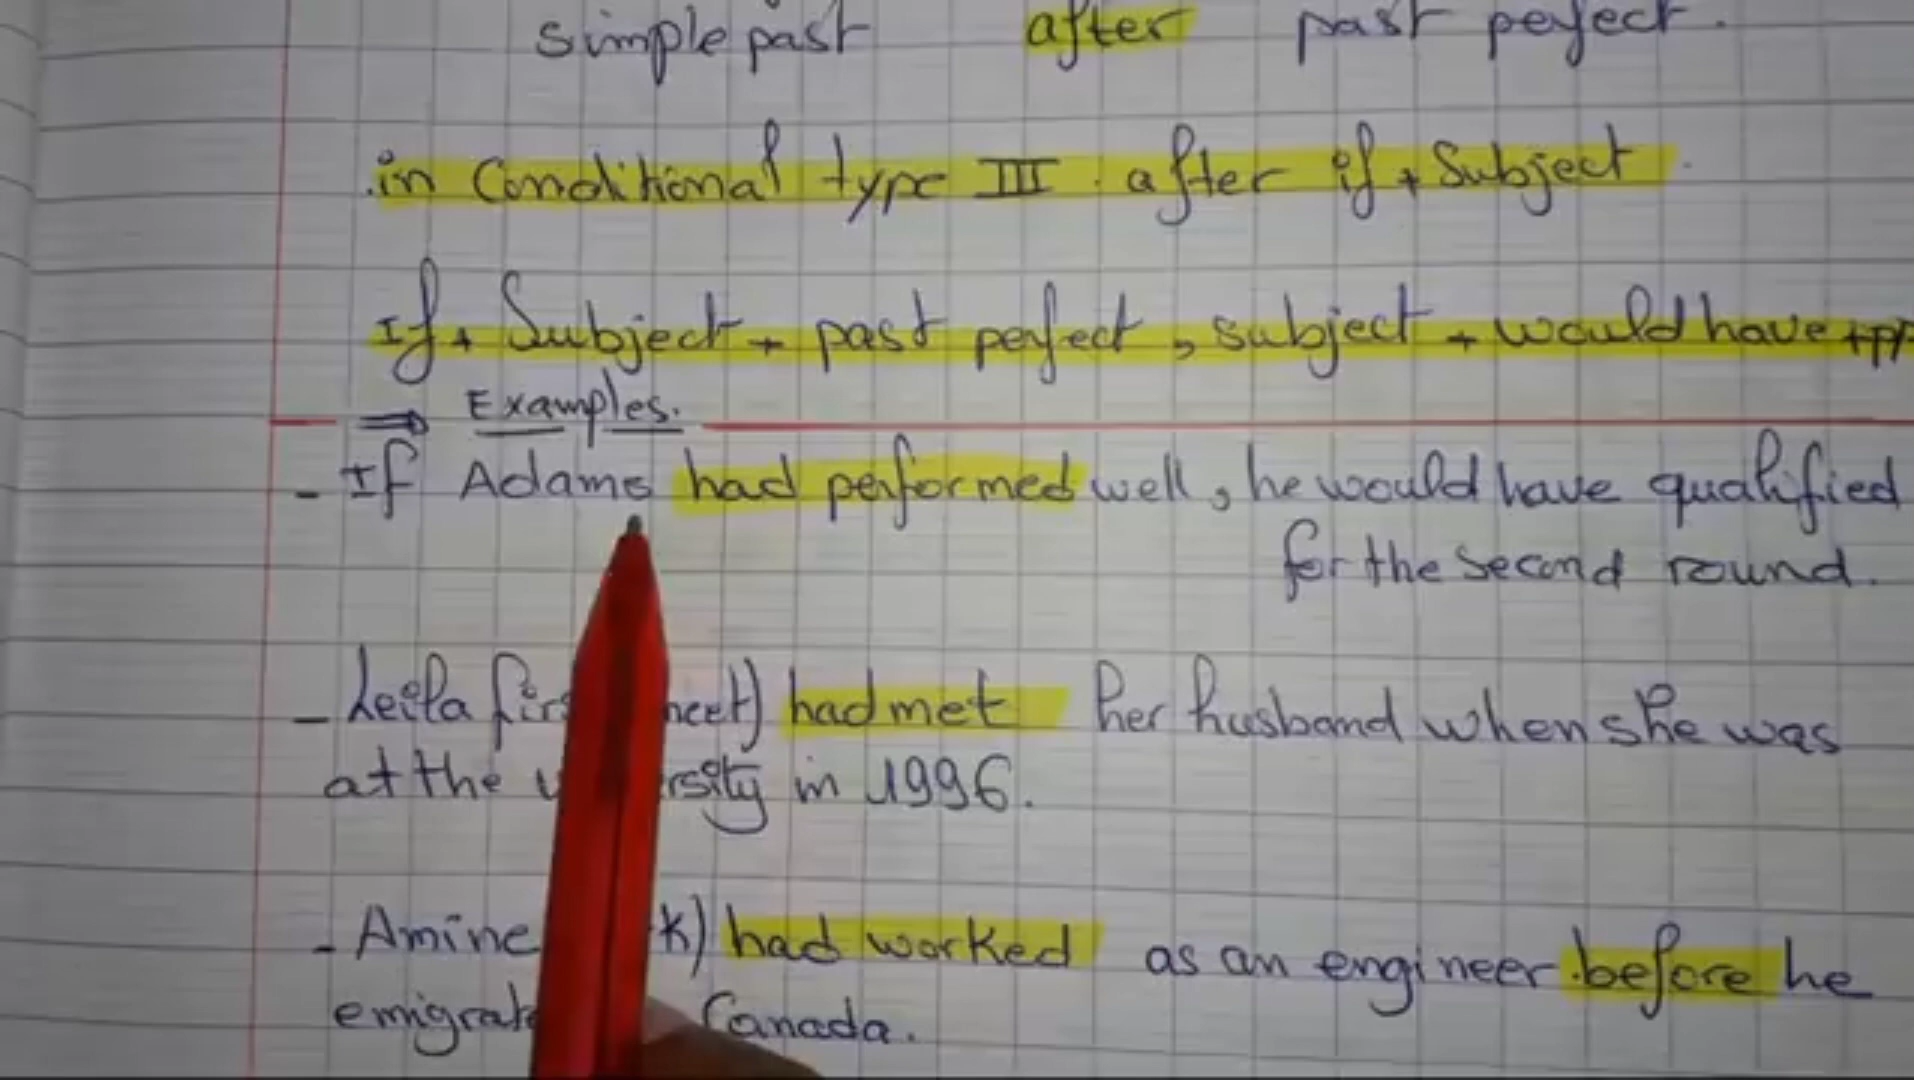 simple past after past perfect.
.in Conditional type III. after if + Subject.
If + Subject + past perfect, subject + would have + pp
⇒ Examples.
- If Adams had performed well, he would have qualified
for the second round.
- Leila had met her husband when she was
at the in 1996.
- Amine had worked as an engineer before he
Canada.